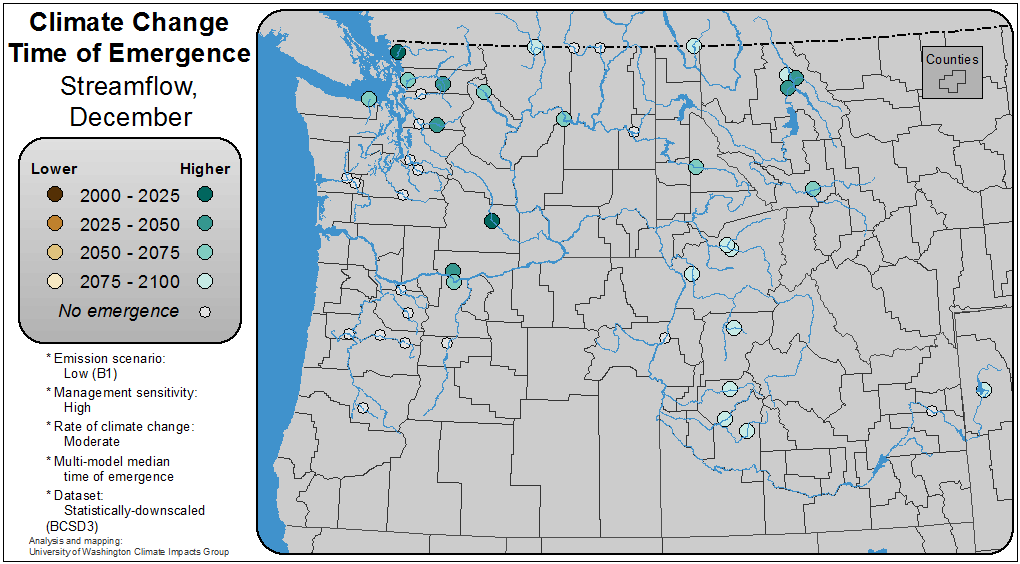 Climate Change
Time of Emergence
Streamflow,
December
Lower Higher
2000 - 2025
2025 - 2050
2050 - 2075
2075 - 2100
No emergence
* Emission scenario:
Low (B1)
* Management sensitivity:
High
* Rate of climate change:
Moderate
* Multi-model median
time of emergence
* Dataset:
Statistically-downscaled
(BCSD3)
Analysis and mapping:
University of Washington Climate Impacts Group
Counties